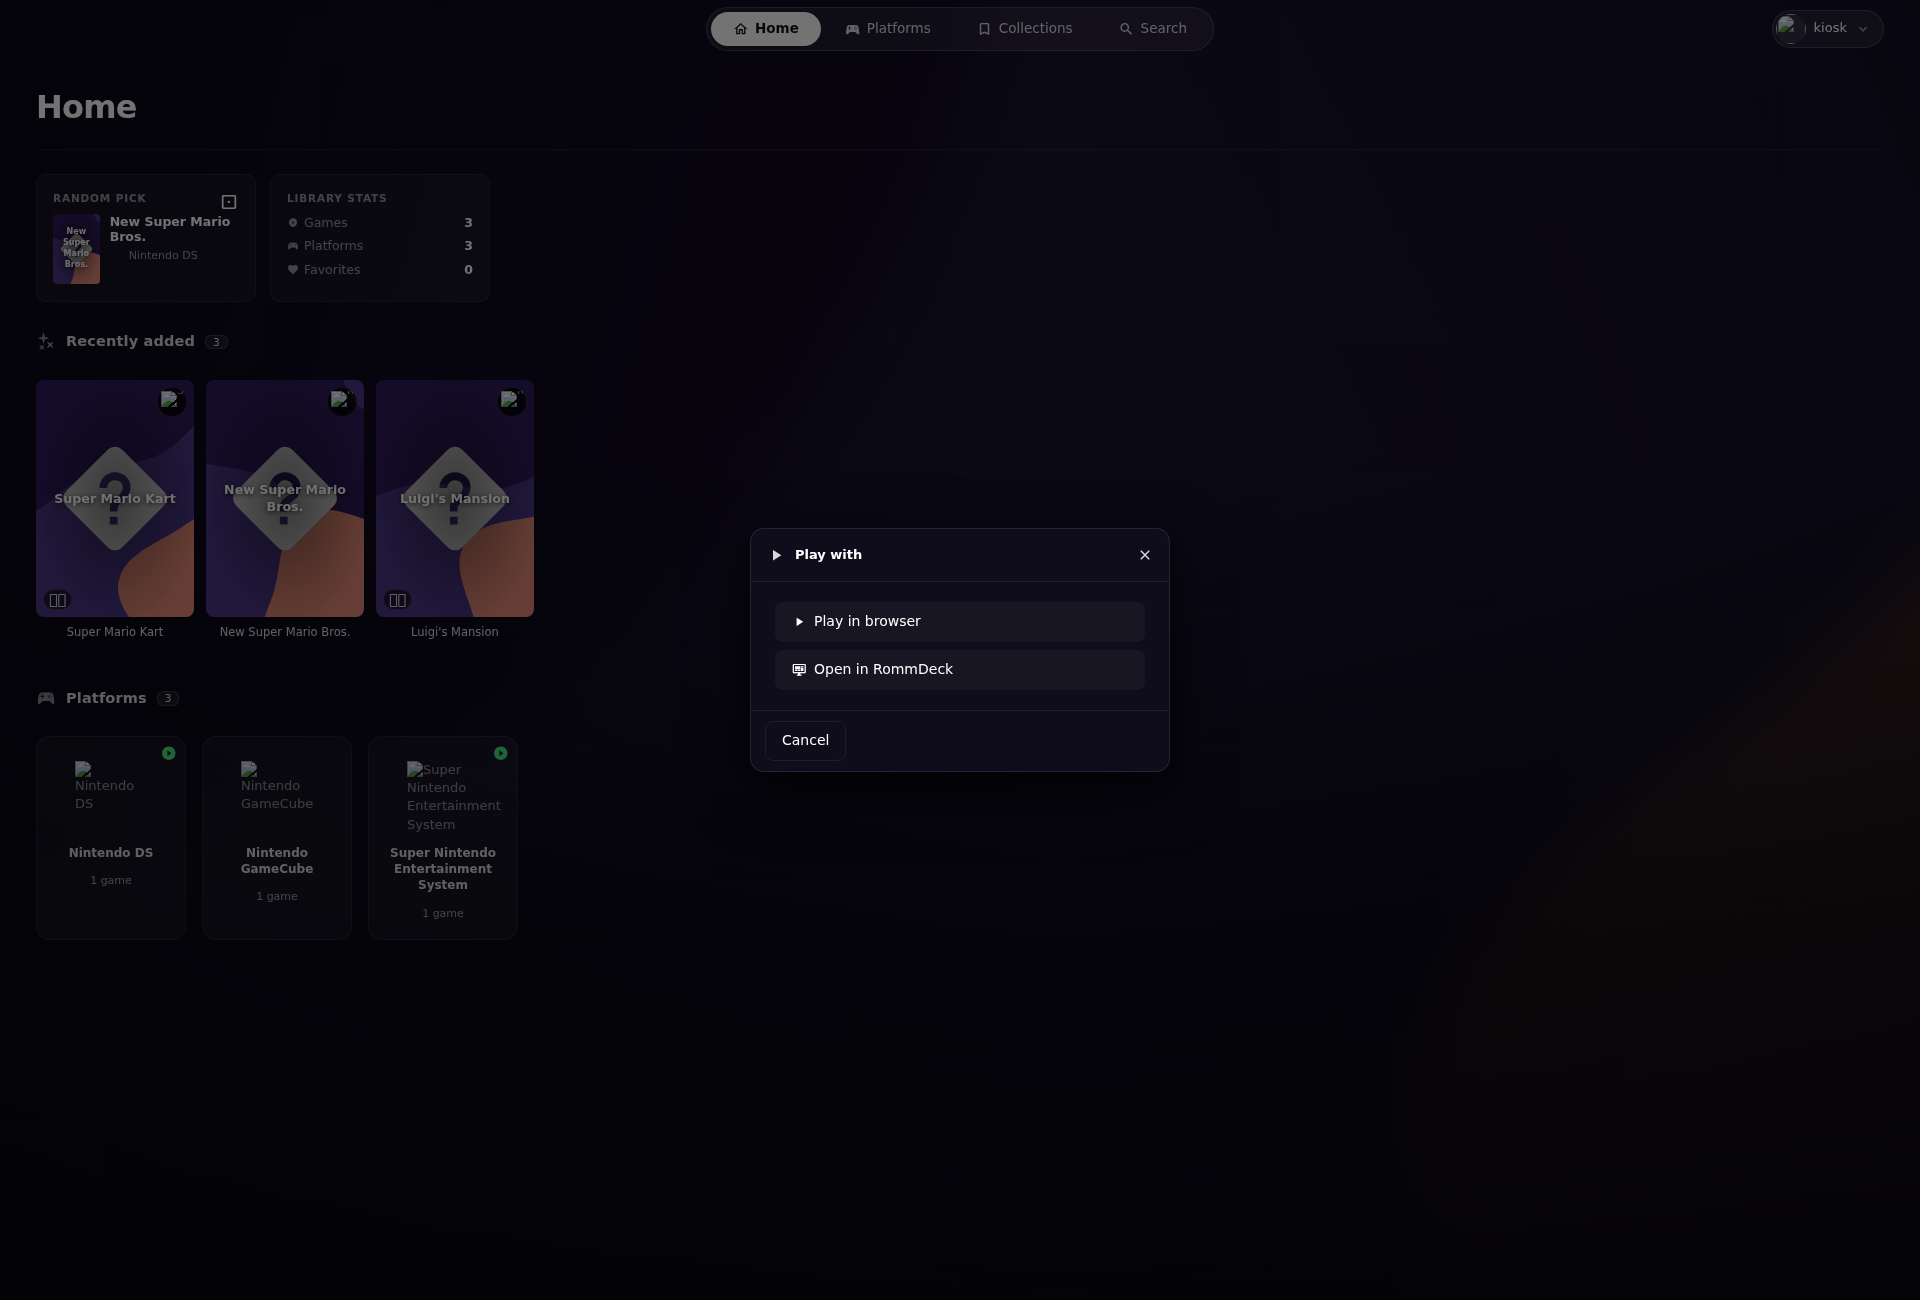 Home
Platforms
Collections
Search
kiosk
Home
RANDOM PICK
New
Super
Mario
Bros.
New Super Mario
Bros.
Nintendo DS
LIBRARY STATS
Games 3
Platforms 3
Favorites 0
Recently added 3
Super Mario Kart
New Super Mario
Bros.
Luigi's Mansion
Super Mario Kart
New Super Mario Bros.
Luigi's Mansion
Platforms 3
Nintendo
DS
Nintendo DS
1 game
Nintendo
GameCube
Nintendo
GameCube
1 game
Super
Nintendo
Entertainment
System
Super Nintendo
Entertainment
System
1 game
Play with
Play in browser
Open in RommDeck
Cancel